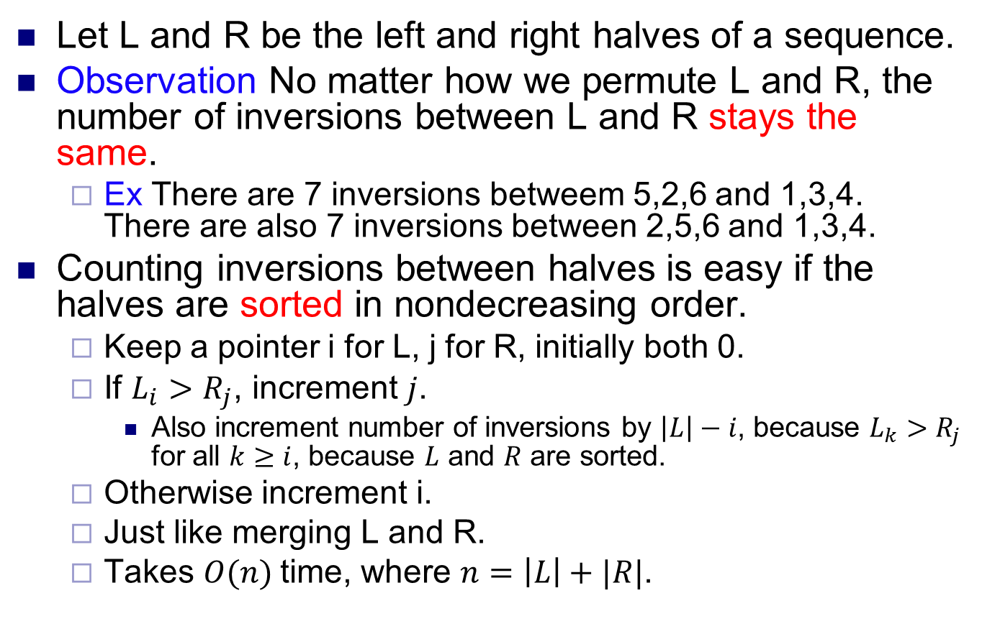 Let L and R be the left and right halves of a sequence.
Observation No matter how we permute L and R, the
number of inversions between L and R stays the
same.
Ex There are 7 inversions betweem 5,2,6 and 1,3,4.
There are also 7 inversions between 2,5,6 and 1,3,4.
Counting inversions between halves is easy if the
halves are sorted in nondecreasing order.
Keep a pointer i for L, j for R, initially both 0.
If $L_i > R_j$, increment $j$.
Also increment number of inversions by $|L| - i$, because $L_k > R_j$
for all $k \geq i$, because $L$ and $R$ are sorted.
Otherwise increment i.
Just like merging L and R.
Takes $O(n)$ time, where $n = |L| + |R|$.